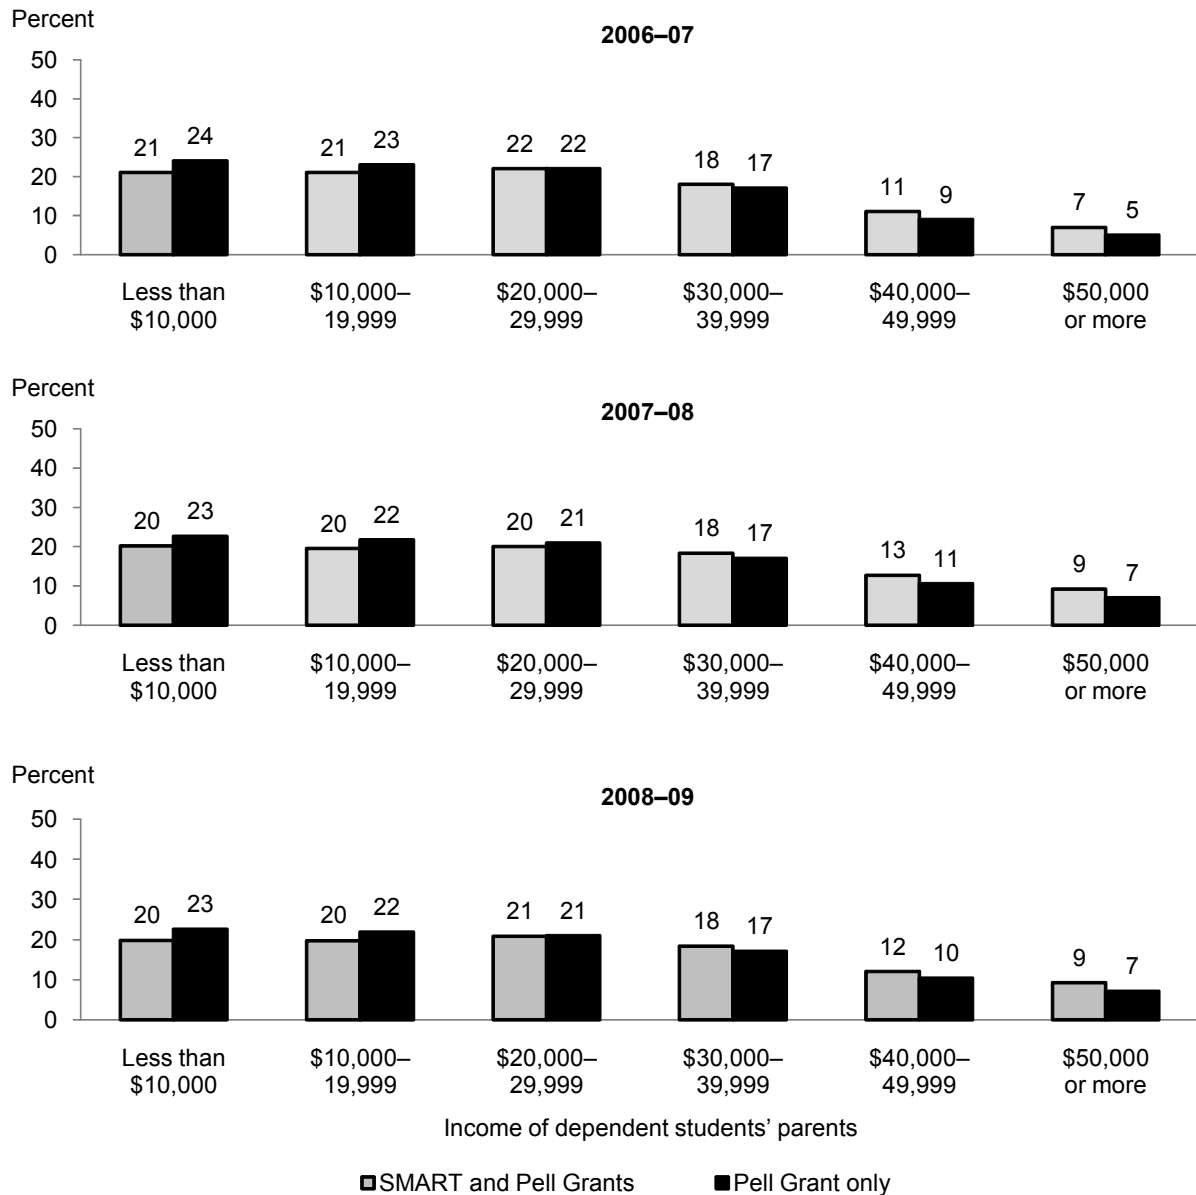 Percent
2006–07
50
40
30
20
10
0
21 24 21 23 22 22 18 17 11 9 7 5
Less than $10,000– $20,000– $30,000– $40,000– $50,000
$10,000 19,999 29,999 39,999 49,999 or more
Percent
2007–08
50
40
30
20
10
0
20 23 20 22 20 21 18 17 13 11 9 7
Less than $10,000– $20,000– $30,000– $40,000– $50,000
$10,000 19,999 29,999 39,999 49,999 or more
Percent
2008–09
50
40
30
20
10
0
20 23 20 22 21 21 18 17 12 10 9 7
Less than $10,000– $20,000– $30,000– $40,000– $50,000
$10,000 19,999 29,999 39,999 49,999 or more
Income of dependent students’ parents
SMART and Pell Grants Pell Grant only